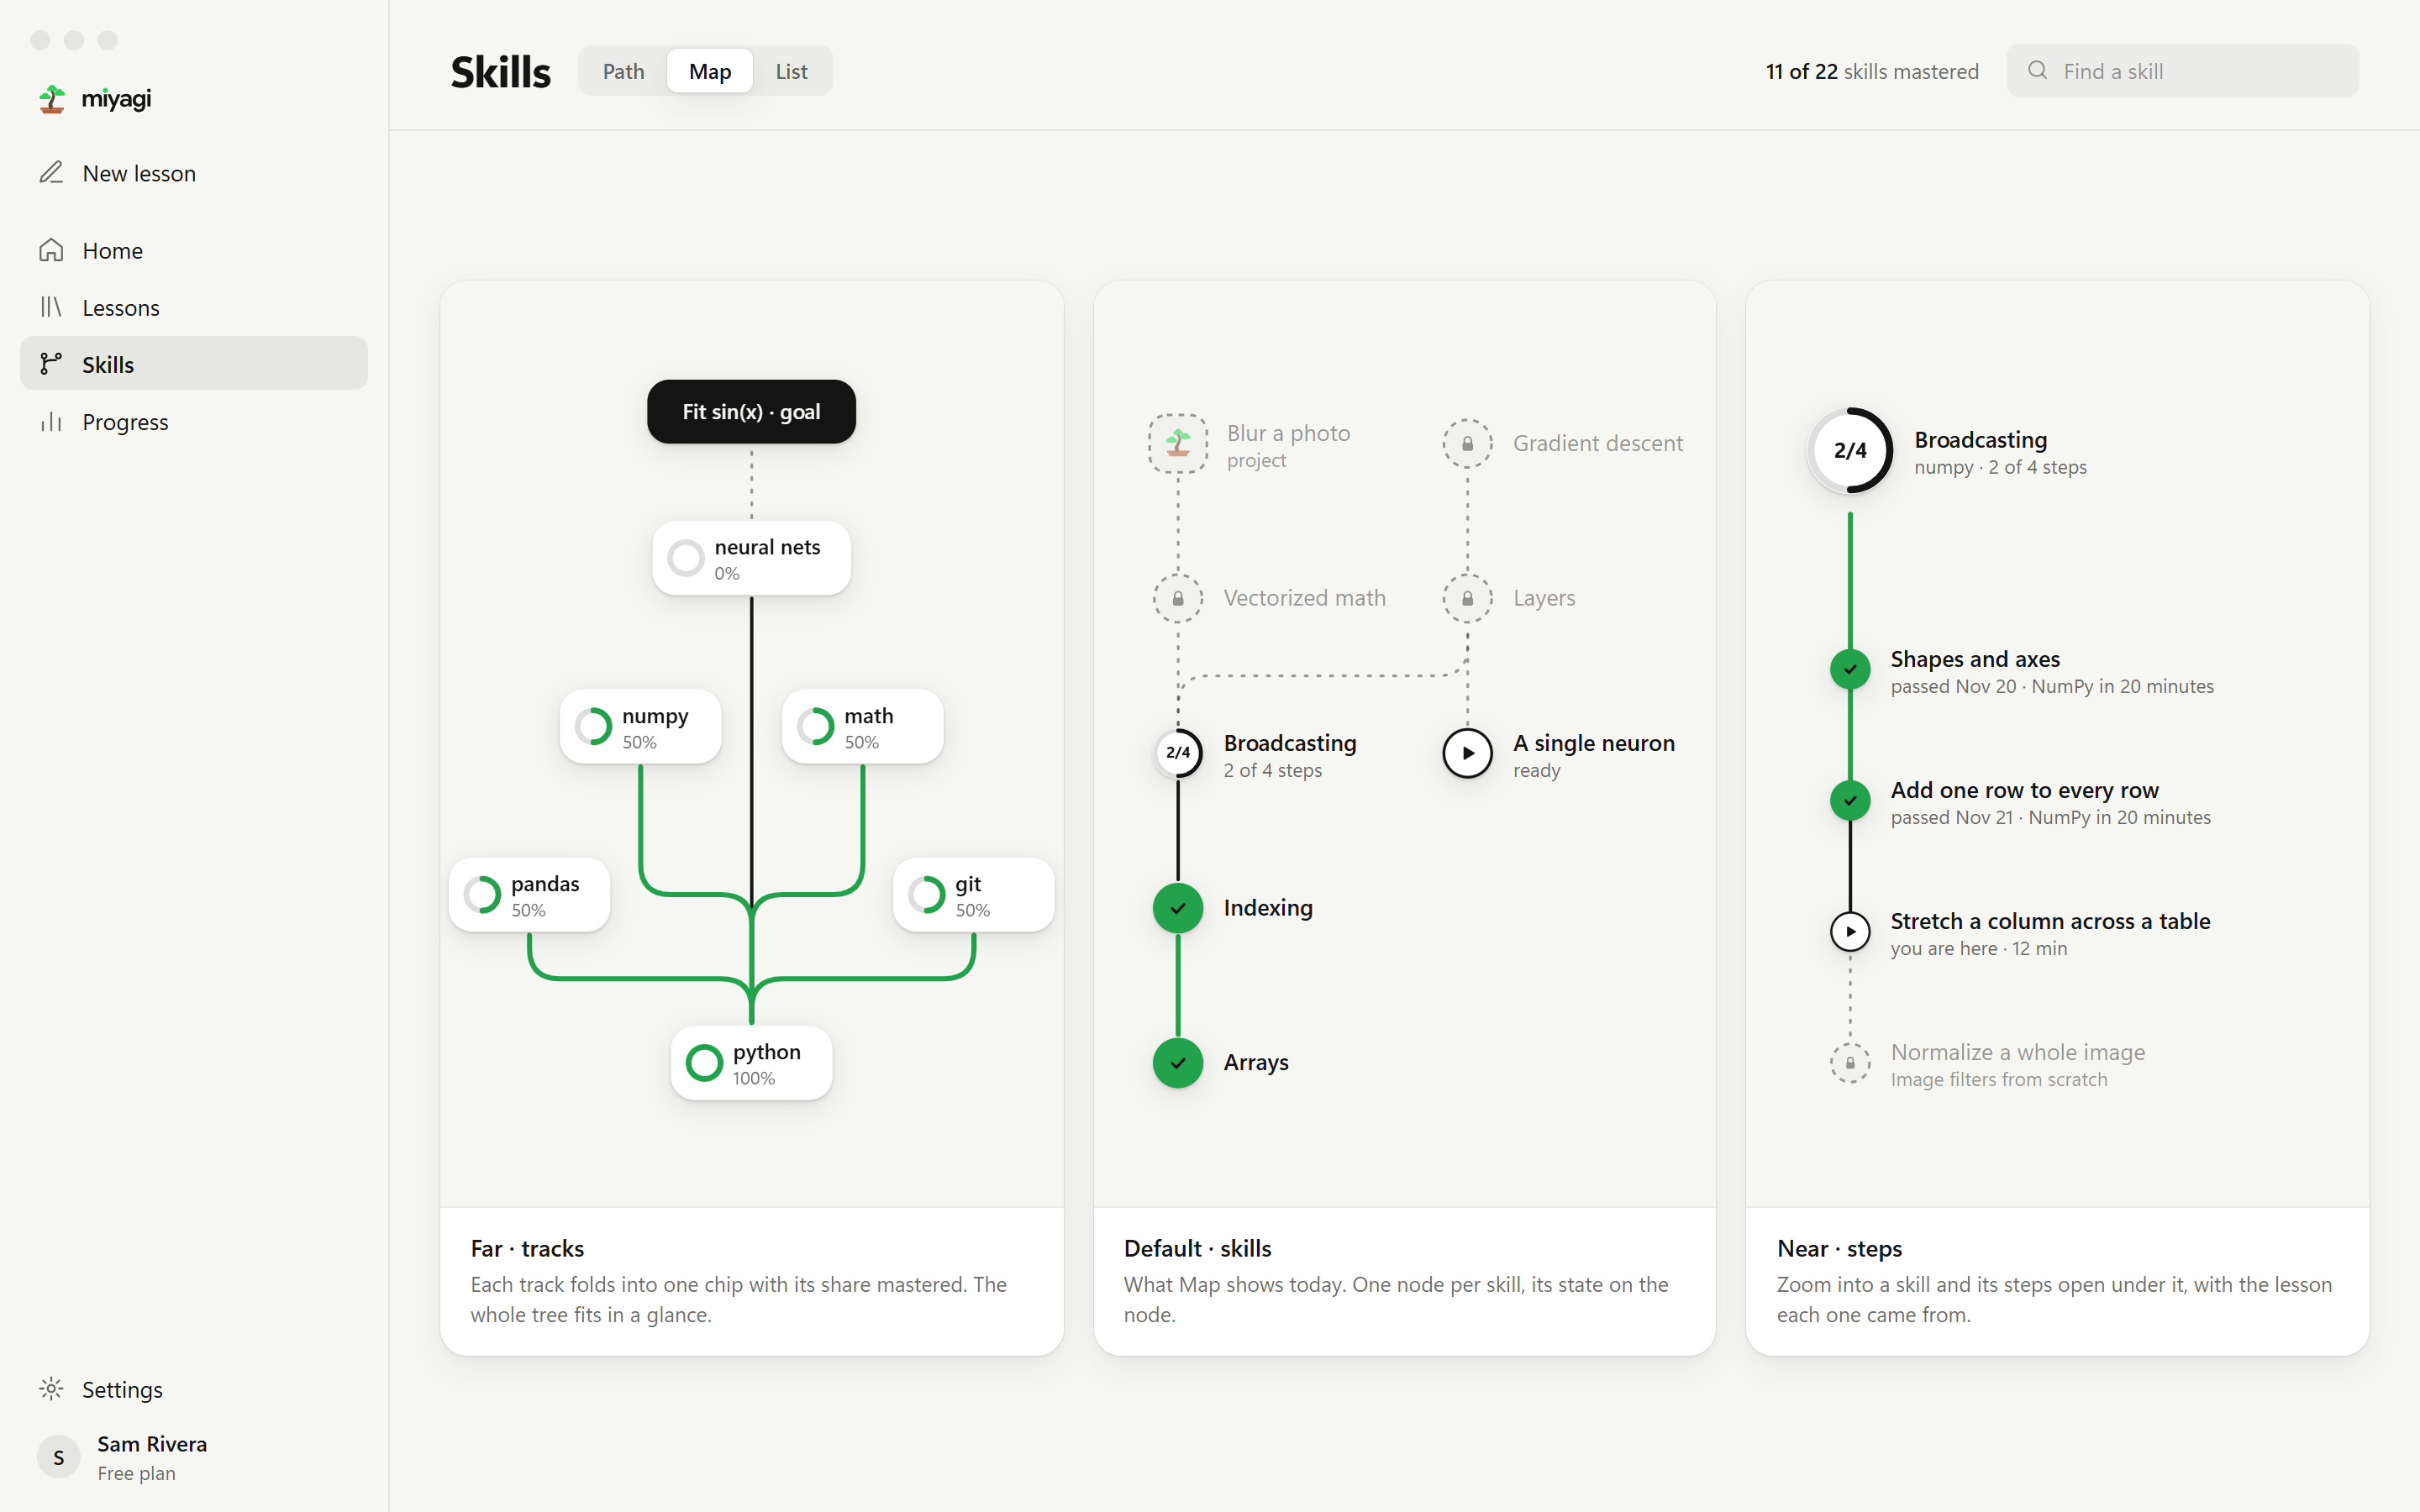 miyagi
New lesson
Home
Lessons
Skills
Progress
Settings
S
Sam Rivera
Free plan
Skills
Path
Map
List
11 of 22 skills mastered
Find a skill
Fit sin(x) · goal
neural nets
0%
numpy
50%
math
50%
pandas
50%
git
50%
python
100%
Far · tracks
Each track folds into one chip with its share mastered. The
whole tree fits in a glance.
Blur a photo
project
Gradient descent
Vectorized math
Layers
2/4
Broadcasting
2 of 4 steps
A single neuron
ready
Indexing
Arrays
Default · skills
What Map shows today. One node per skill, its state on the
node.
2/4
Broadcasting
numpy · 2 of 4 steps
Shapes and axes
passed Nov 20 · NumPy in 20 minutes
Add one row to every row
passed Nov 21 · NumPy in 20 minutes
Stretch a column across a table
you are here · 12 min
Normalize a whole image
Image filters from scratch
Near · steps
Zoom into a skill and its steps open under it, with the lesson
each one came from.